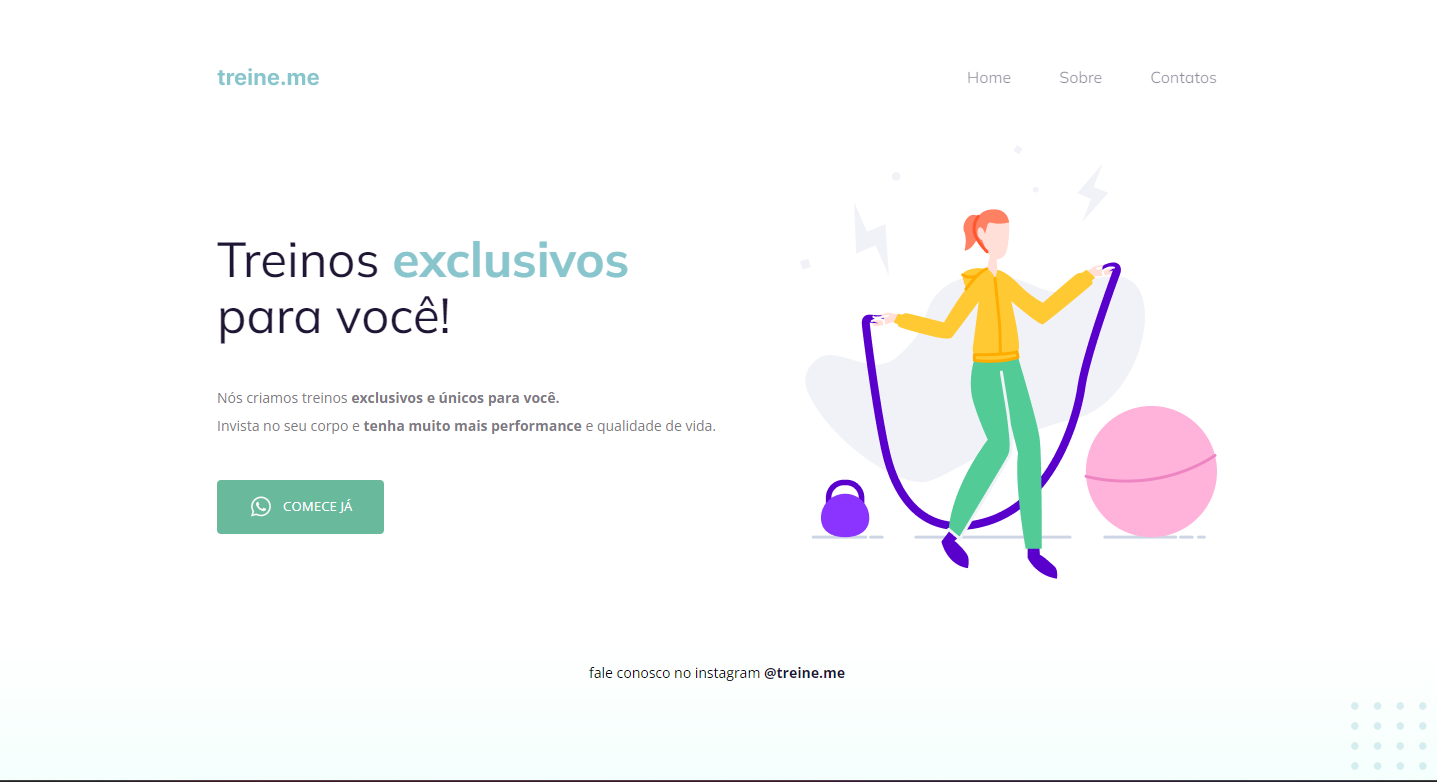 treine.me
Home Sobre Contatos
Treinos exclusivos
para você!
Nós criamos treinos exclusivos e únicos para você.
Invista no seu corpo e tenha muito mais performance e qualidade de vida.
COMECE JÁ
fale conosco no instagram @treine.me